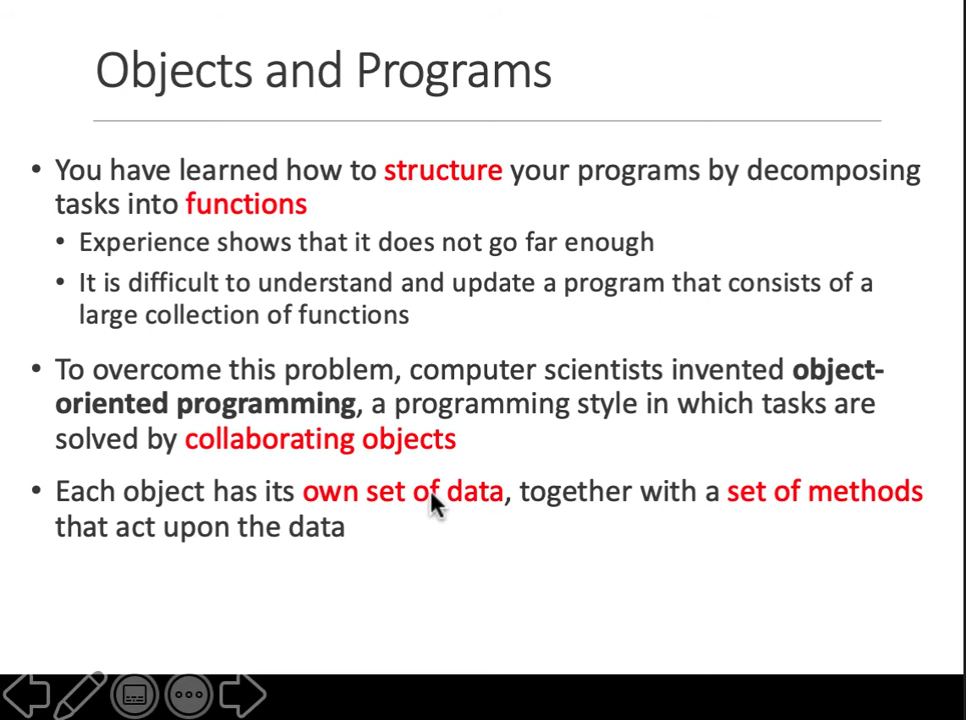 Objects and Programs
• You have learned how to structure your programs by decomposing
tasks into functions
• Experience shows that it does not go far enough
• It is difficult to understand and update a program that consists of a
large collection of functions
• To overcome this problem, computer scientists invented object-
oriented programming, a programming style in which tasks are
solved by collaborating objects
• Each object has its own set of data, together with a set of methods
that act upon the data